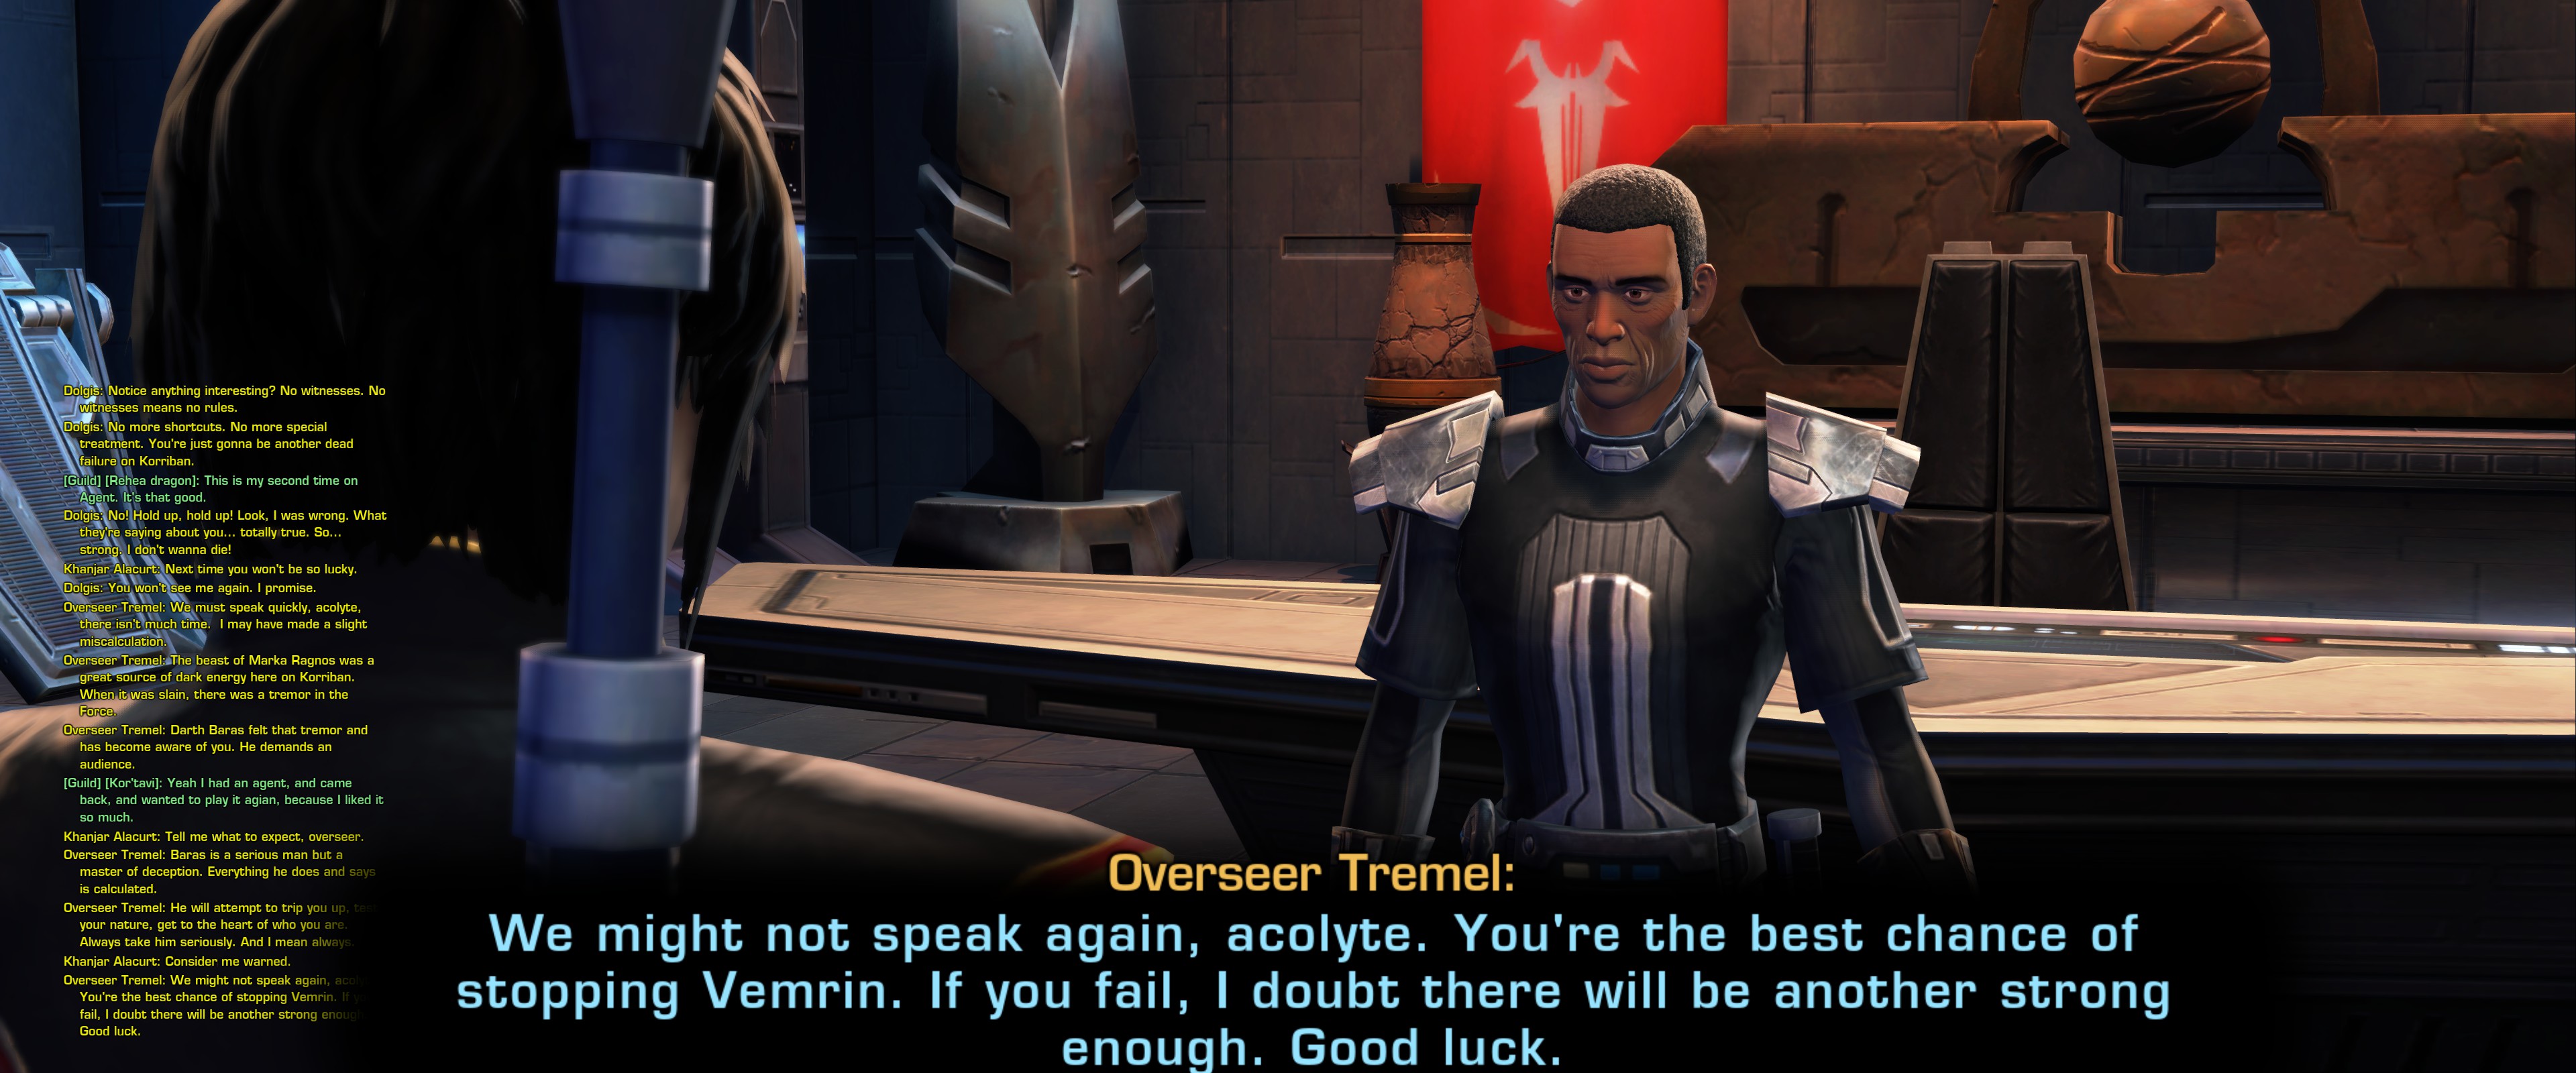 Dolgis: Notice anything interesting? No witnesses. No
witnesses means no rules.
Dolgis: No more shortcuts. No more special
treatment. You're just gonna be another dead
failure on Korriban.
[Guild] [Rehea dragon]: This is my second time on
Agent. It's that good.
Dolgis: No! Hold up, hold up! Look, I was wrong. What
they're saying about you... totally true. So...
strong. I don't wanna die!
Khanjar Alacurt: Next time you won't be so lucky.
Dolgis: You won't see me again. I promise.
Overseer Tremel: We must speak quickly, acolyte,
there isn't much time. I may have made a slight
miscalculation.
Overseer Tremel: The beast of Marka Ragnos was a
great source of dark energy here on Korriban.
When it was slain, there was a tremor in the
Force.
Overseer Tremel: Darth Baras felt that tremor and
has become aware of you. He demands an
audience.
[Guild] [Kor'tavi]: Yeah I had an agent, and came
back, and wanted to play it agian, because I liked it
so much.
Khanjar Alacurt: Tell me what to expect, overseer.
Overseer Tremel: Baras is a serious man but a
master of deception. Everything he does and says
is calculated.
Overseer Tremel: He will attempt to trip you up,
your nature, get to the heart of who you are.
Always take him seriously. And I mean always.
Khanjar Alacurt: Consider me warned.
Overseer Tremel: We might not speak again,
You're the best chance of stopping Vemrin. If
fail, I doubt there will be another strong enough
Good luck.
Overseer Tremel:
We might not speak again, acolyte. You're the best chance of
stopping Vemrin. If you fail, I doubt there will be another strong
enough. Good luck.